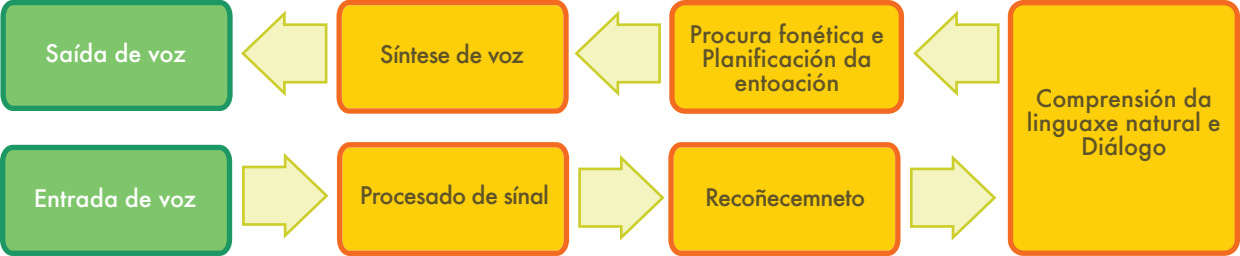 Saída de voz
Síntese de voz
Procura fonética e
Planificación da
entoación
Comprensión da
linguaxe natural e
Diálogo
Entrada de voz
Procesado de sínal
Recoñecemneto